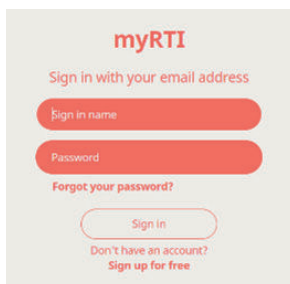 myRTI
Sign in with your email address
Sign in name
Password
Forgot your password?
Sign in
Don't have an account?
Sign up for free